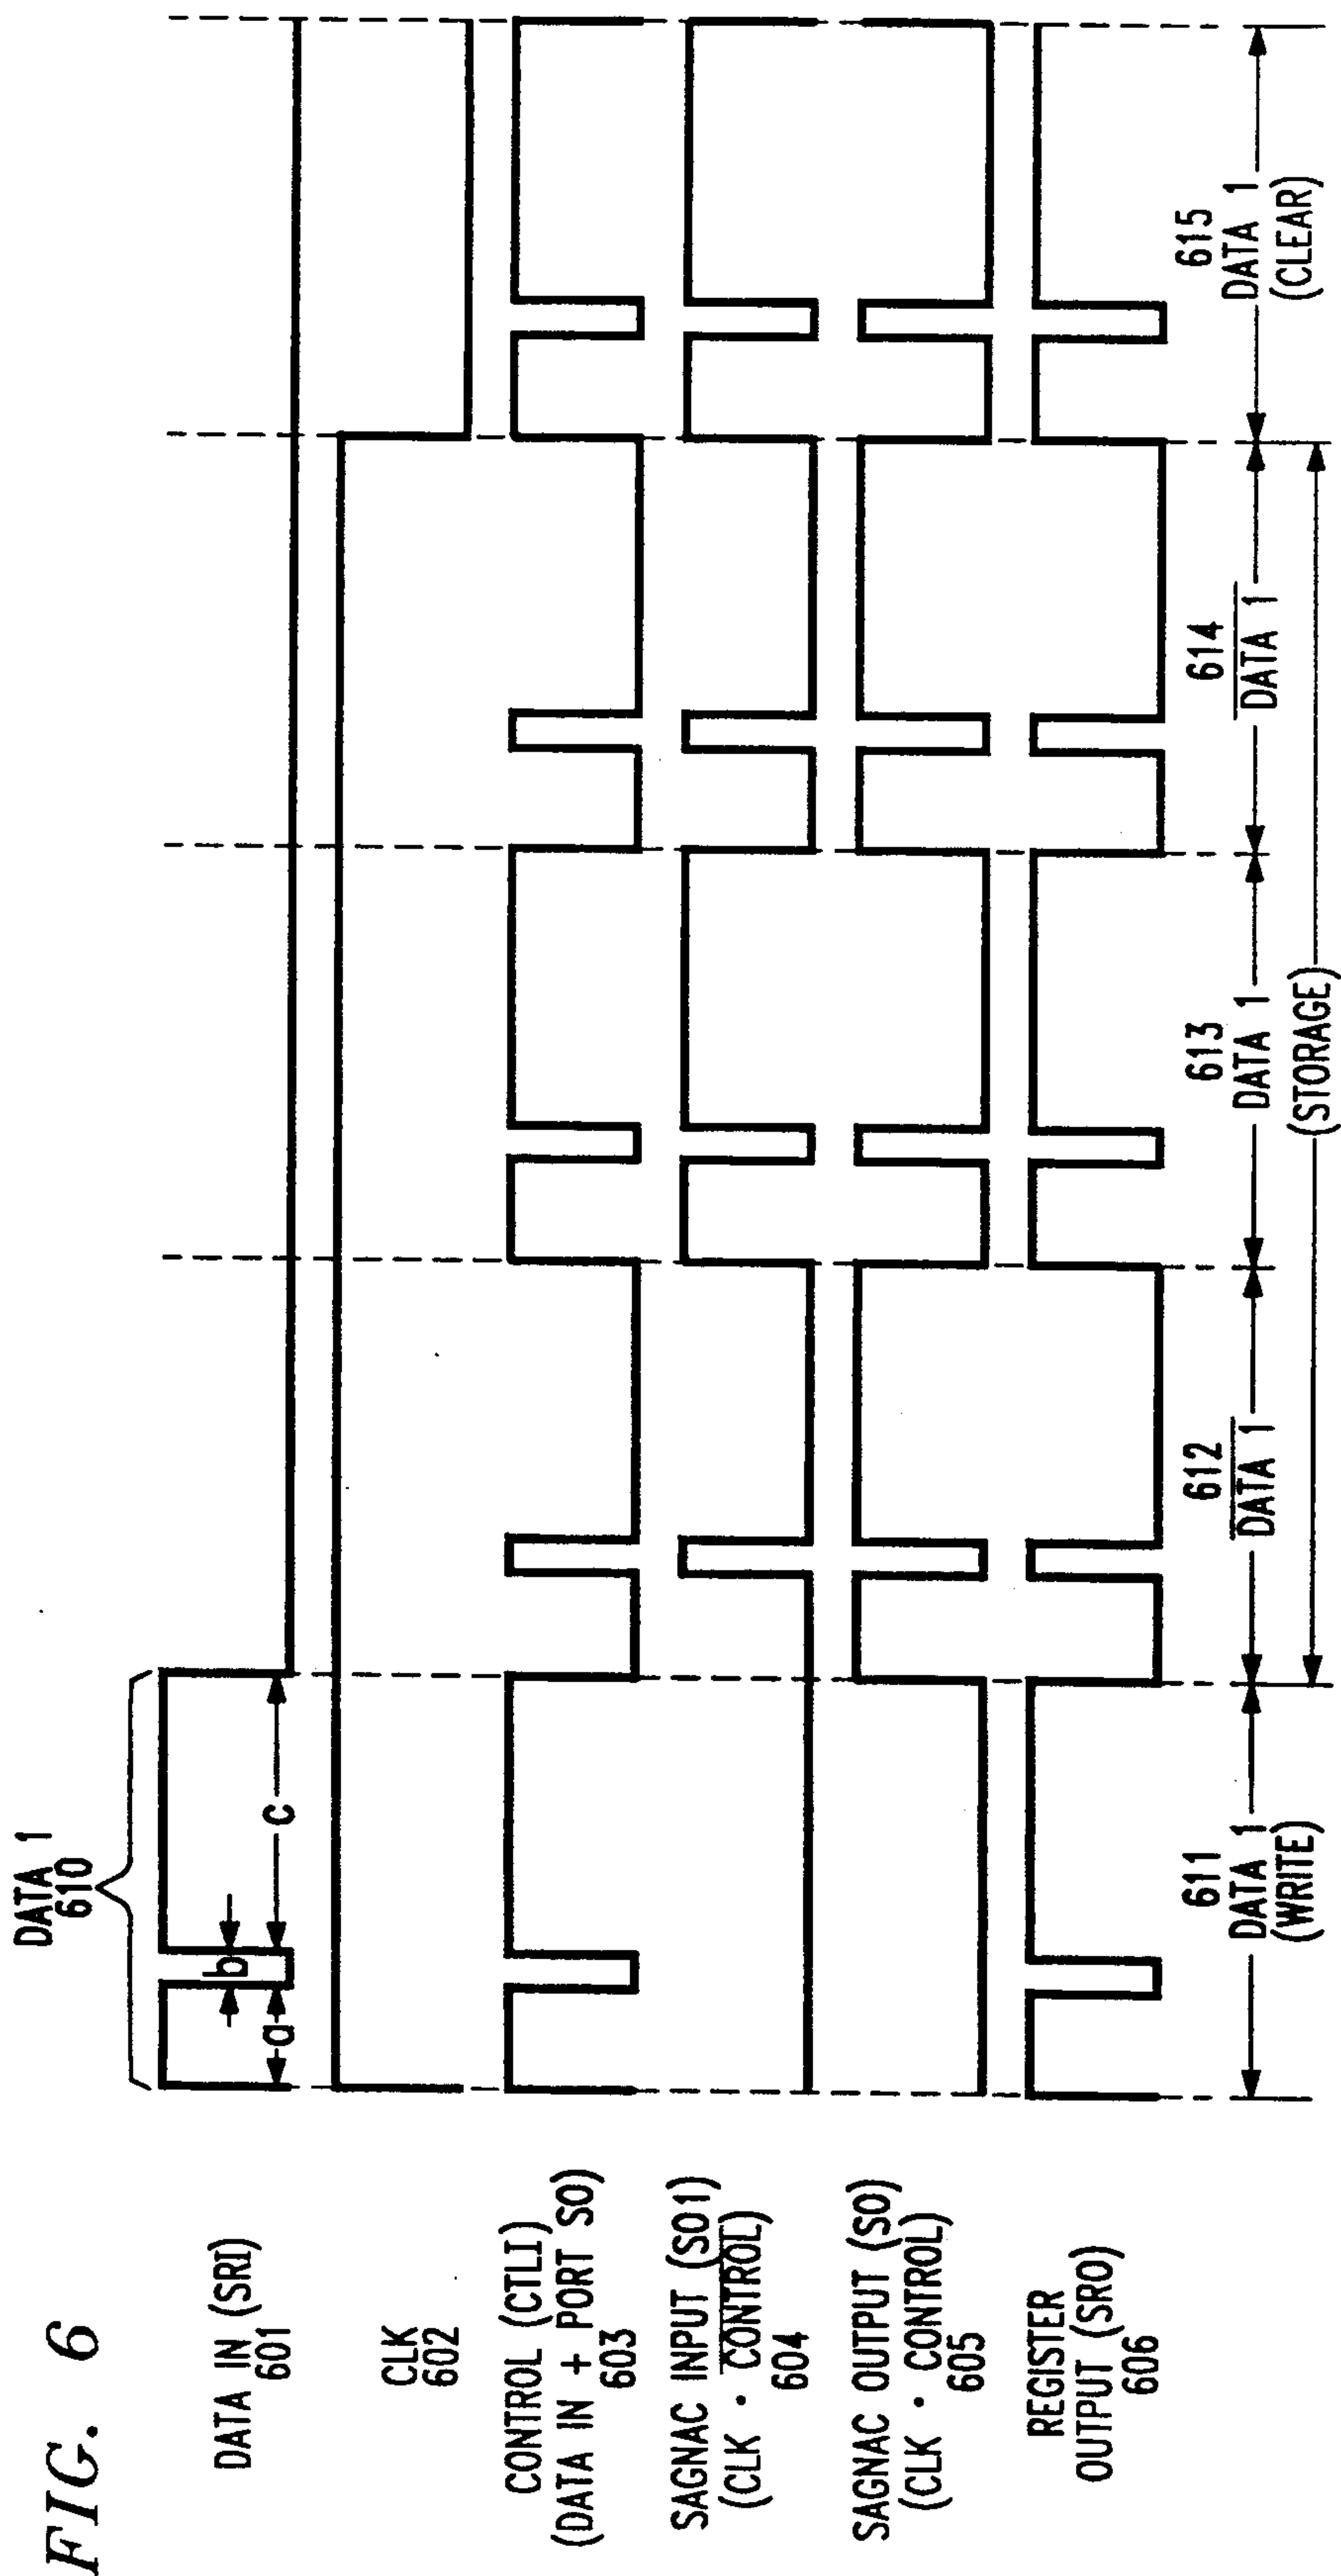 FIG. 6
DATA 1
610
DATA IN (SRI)
601
a
b
c
CLK
602
CONTROL (CTLI)
(DATA IN + PORT SO)
603
SAGNAC INPUT (SO1)
(CLK • CONTROL)
604
SAGNAC OUTPUT (SO)
(CLK • CONTROL)
605
REGISTER
OUTPUT (SRO)
606
611
DATA 1
(WRITE)
612
DATA 1
613
DATA 1
614
DATA 1
(STORAGE)
615
DATA 1
(CLEAR)